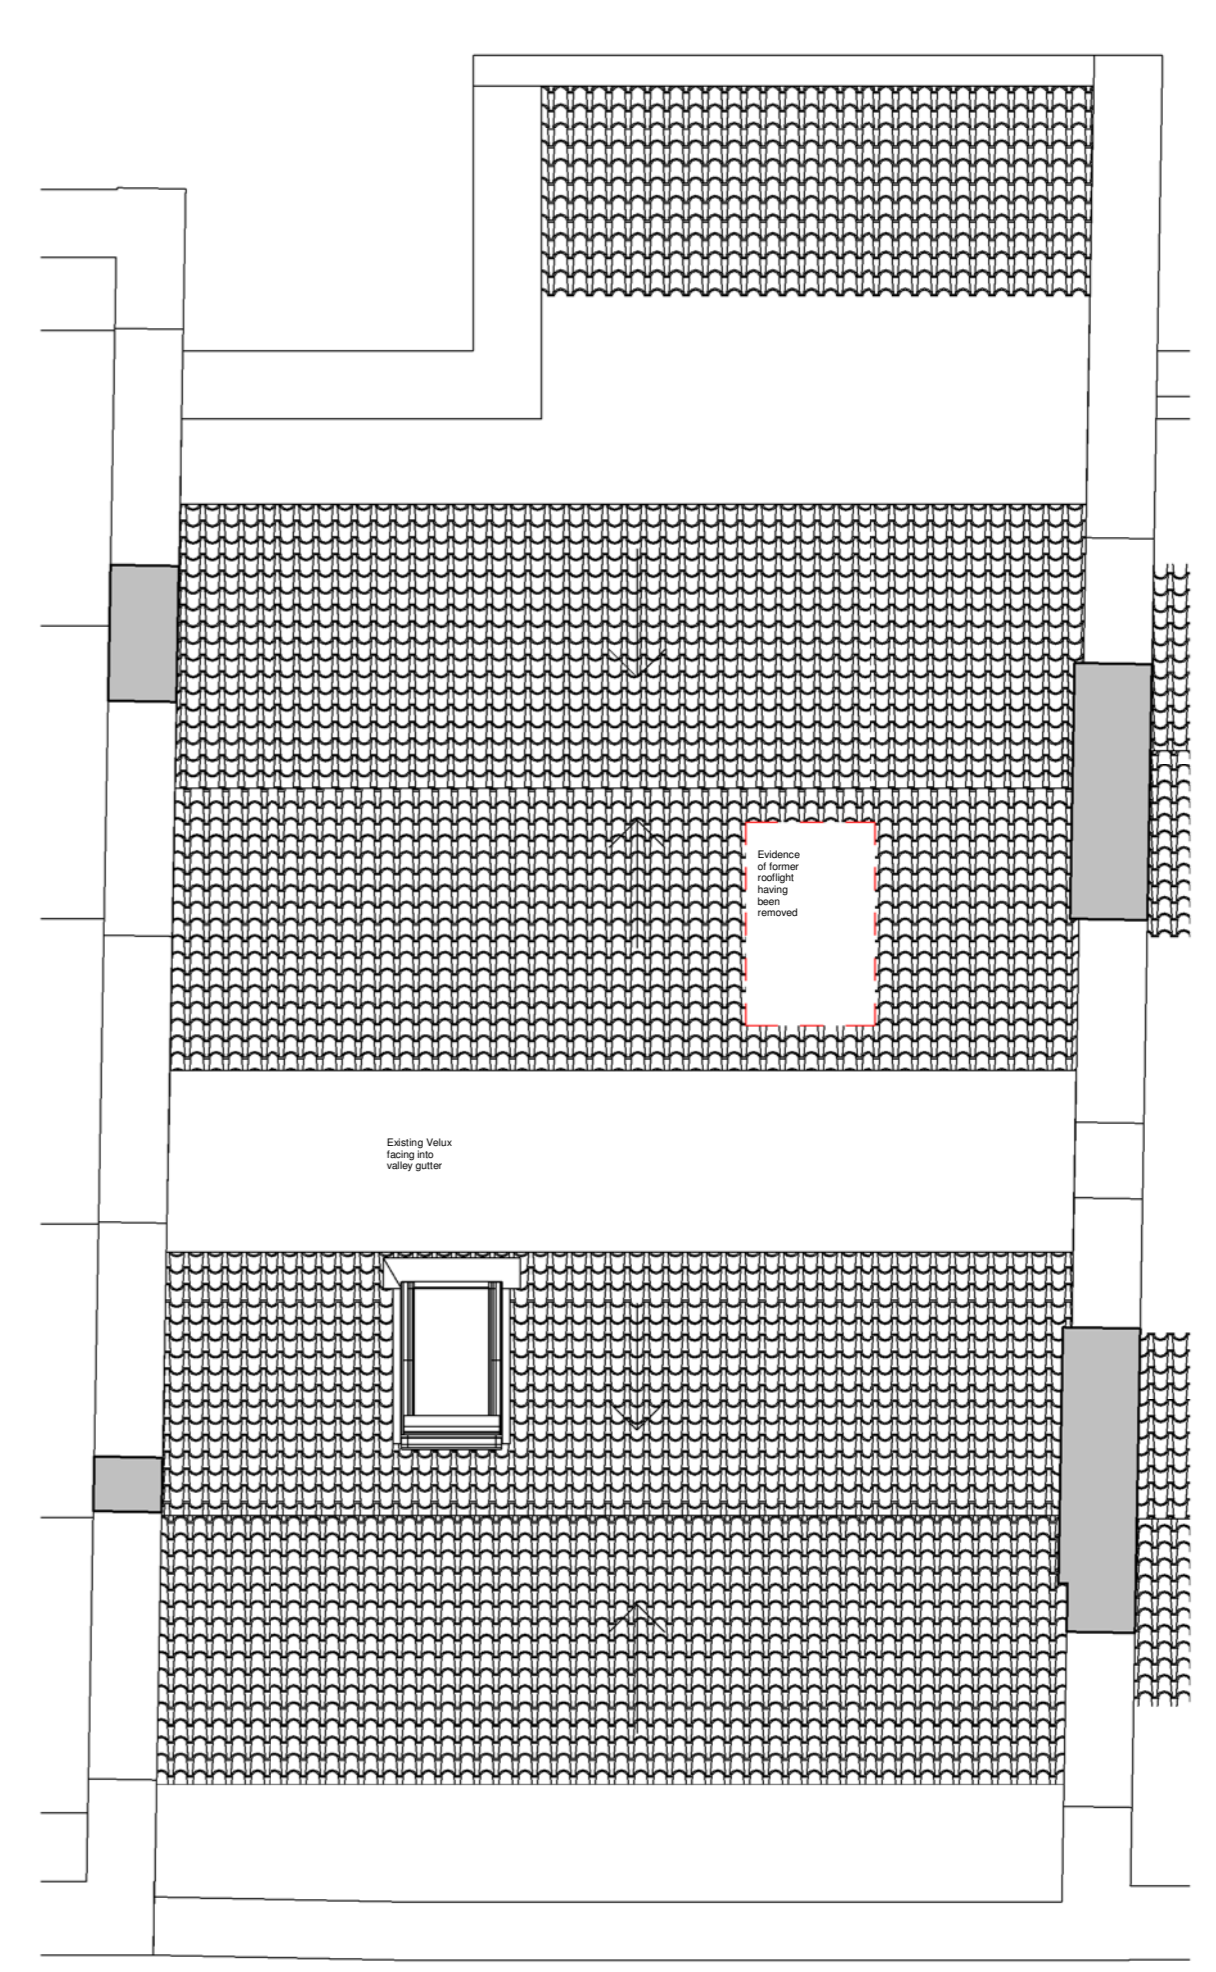 Evidence
of former
rooflight
having
been
removed
Existing Velux
facing into
valley gutter